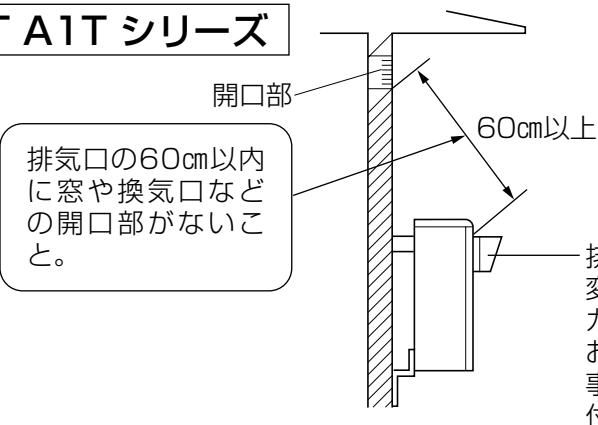 A1T シリーズ
開口部
60㎝以上
排気口の60㎝以内
に窓や換気口など
の開口部がないこ
と。
変
お
事
付